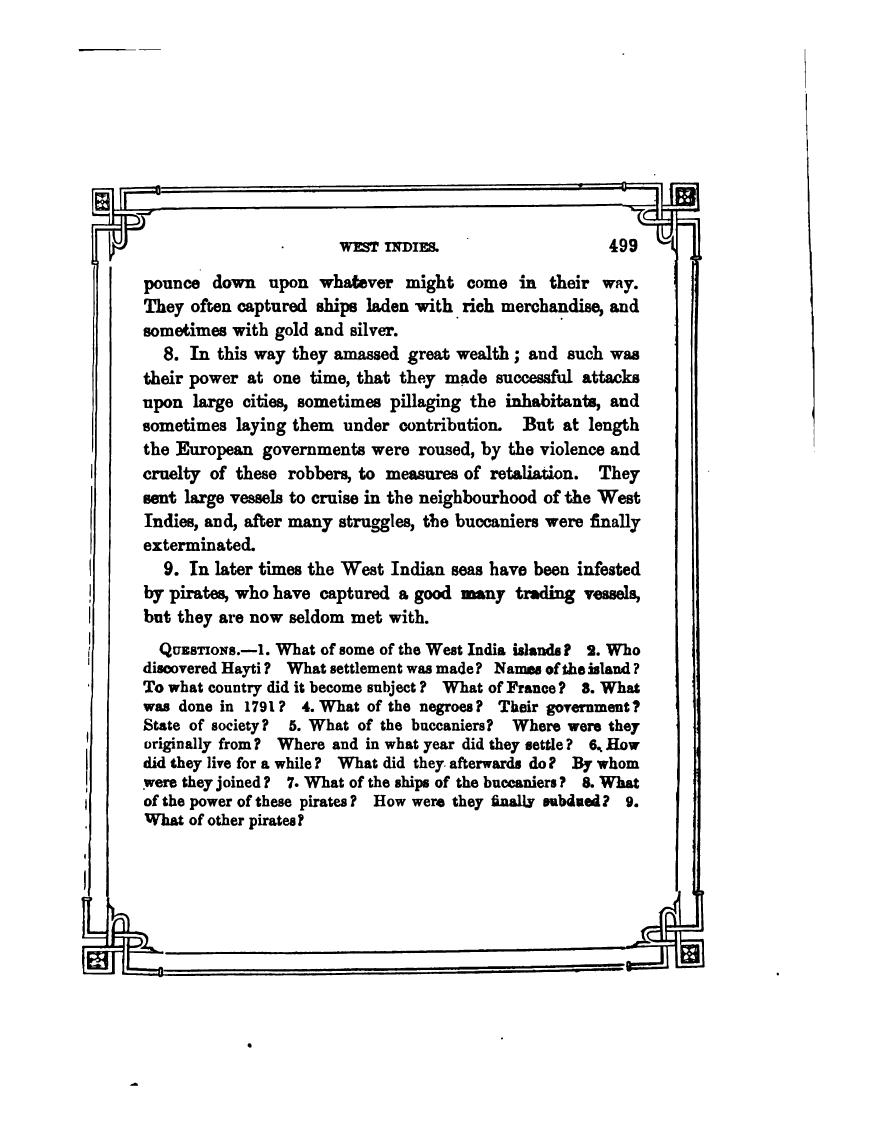 WEST INDIES. 499
pounce down upon whatever might come in their way.
They often captured ships laden with rich merchandise, and
sometimes with gold and silver.
8. In this way they amassed great wealth; and such was
their power at one time, that they made successful attacks
upon large cities, sometimes pillaging the inhabitants, and
sometimes laying them under contribution. But at length
the European governments were roused, by the violence and
cruelty of these robbers, to measures of retaliation. They
sent large vessels to cruise in the neighbourhood of the West
Indies, and, after many struggles, the buccaniers were finally
exterminated.
9. In later times the West Indian seas have been infested
by pirates, who have captured a good many trading vessels,
but they are now seldom met with.
QUESTIONS.—1. What of some of the West India islands? 2. Who
discovered Hayti? What settlement was made? Names of the island?
To what country did it become subject? What of France? 3. What
was done in 1791? 4. What of the negroes? Their government?
State of society? 5. What of the buccaniers? Where were they
originally from? Where and in what year did they settle? 6. How
did they live for a while? What did they afterwards do? By whom
were they joined? 7. What of the ships of the buccaniers? 8. What
of the power of these pirates? How were they finally subdued? 9.
What of other pirates?